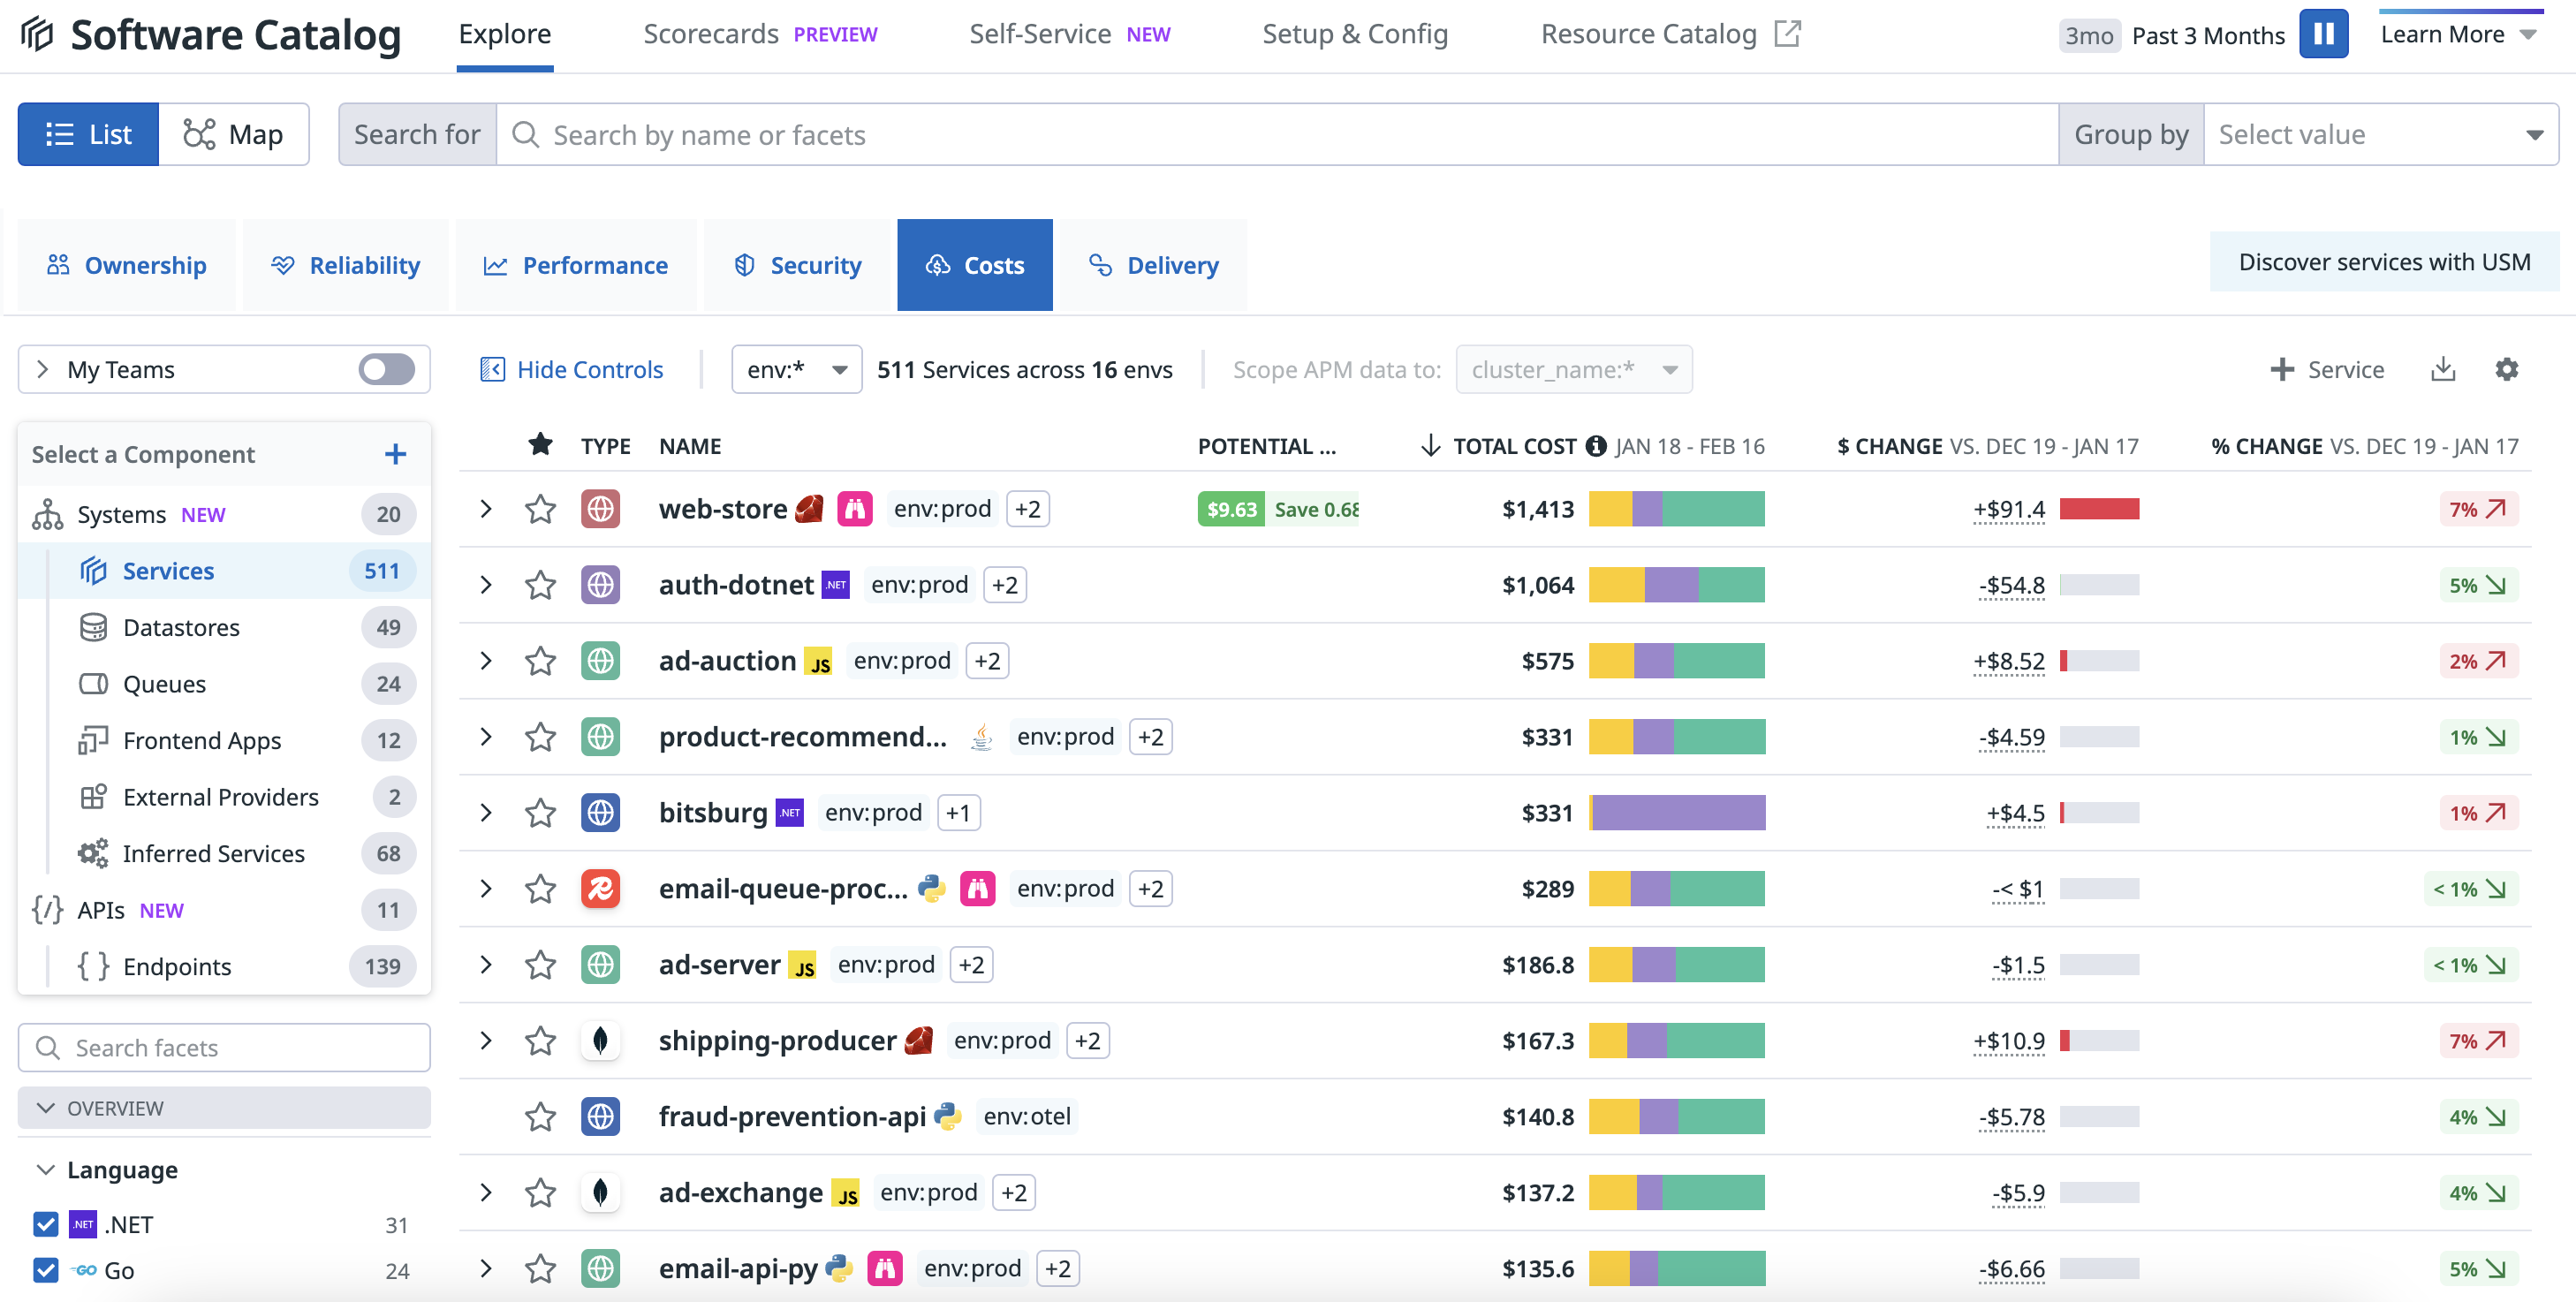 Software Catalog Explore Scorecards PREVIEW Self-Service NEW Setup & Config Resource Catalog 3mo Past 3 Months Learn More
List Map Search for Search by name or facets Group by Select value
Ownership Reliability Performance Security Costs Delivery Discover services with USM
My Teams Hide Controls env:* 511 Services across 16 envs Scope APM data to: cluster_name:* + Service
Select a Component +
Systems NEW 20
Services 511
Datastores 49
Queues 24
Frontend Apps 12
External Providers 2
Inferred Services 68
APIs NEW 11
Endpoints 139
Search facets
OVERVIEW
Language
.NET .NET 31
GO Go 24
TYPE NAME POTENTIAL ... TOTAL COST JAN 18 - FEB 16 $ CHANGE VS. DEC 19 - JAN 17 % CHANGE VS. DEC 19 - JAN 17
web-store env:prod +2 $9.63 Save 0.68 $1,413 +$91.4 7%
auth-dotnet .NET env:prod +2 $1,064 -$54.8 5%
ad-auction JS env:prod +2 $575 +$8.52 2%
product-recommend... env:prod +2 $331 -$4.59 1%
bitsburg .NET env:prod +1 $331 +$4.5 1%
email-queue-proc... env:prod +2 $289 -< $1 < 1%
ad-server JS env:prod +2 $186.8 -$1.5 < 1%
shipping-producer env:prod +2 $167.3 +$10.9 7%
fraud-prevention-api env:otel $140.8 -$5.78 4%
ad-exchange JS env:prod +2 $137.2 -$5.9 4%
email-api-py env:prod +2 $135.6 -$6.66 5%